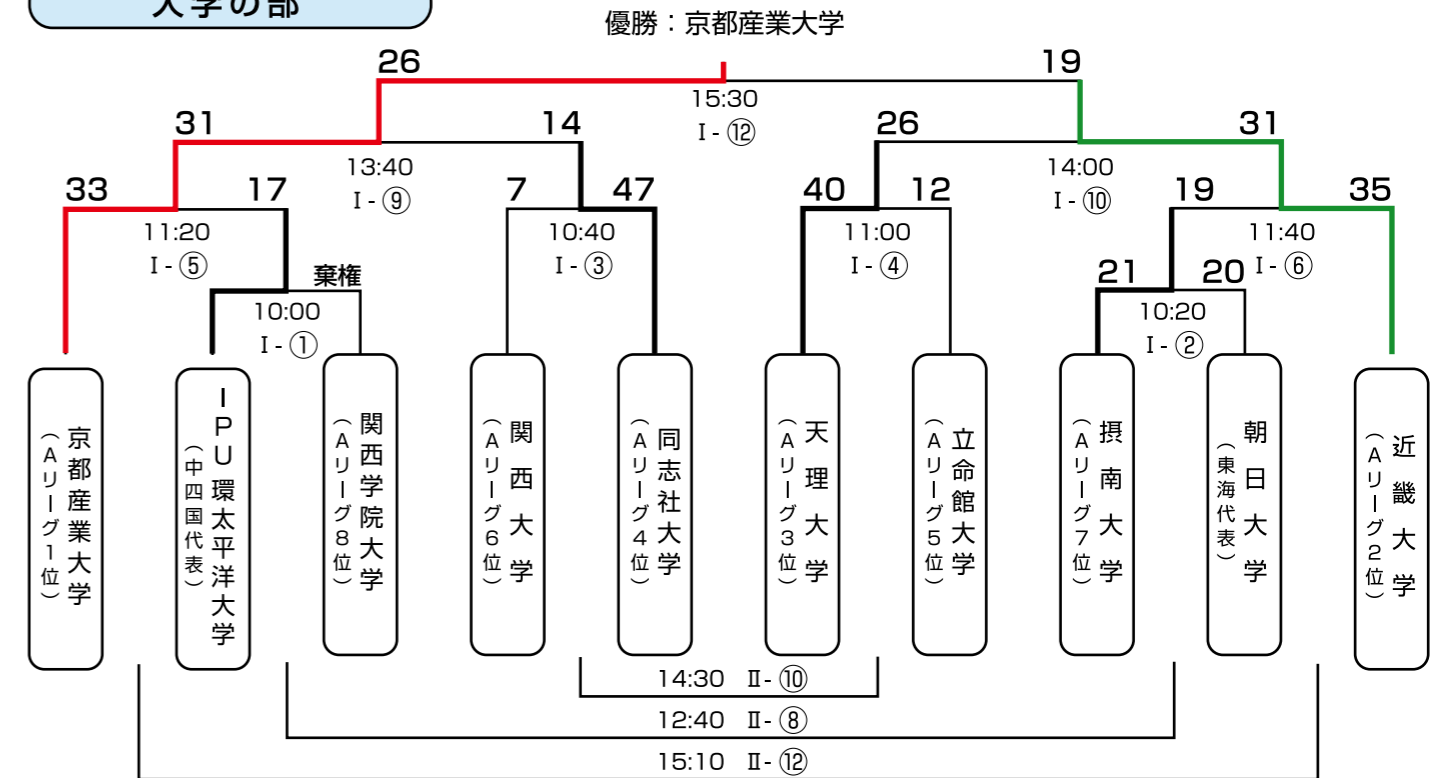 大学の部
優勝：京都産業大学
26
19
15:30
Ⅰ-⑫
31
14
26
31
13:40
Ⅰ-⑨
14:00
Ⅰ-⑩
33
17
7
47
40
12
19
35
11:20
Ⅰ-⑤
10:40
Ⅰ-③
11:00
Ⅰ-④
11:40
Ⅰ-⑥
棄権
21
20
10:00
Ⅰ-①
10:20
Ⅰ-②
京都産業大学
（Aリーグ1位）
IPU環太平洋大学
（中四国代表）
関西学院大学
（Aリーグ8位）
関西大学
（Aリーグ6位）
同志社大学
（Aリーグ4位）
天理大学
（Aリーグ3位）
立命館大学
（Aリーグ5位）
摂南大学
（Aリーグ7位）
朝日大学
（東海代表）
近畿大学
（Aリーグ2位）
14:30 Ⅱ-⑩
12:40 Ⅱ-⑧
15:10 Ⅱ-⑫